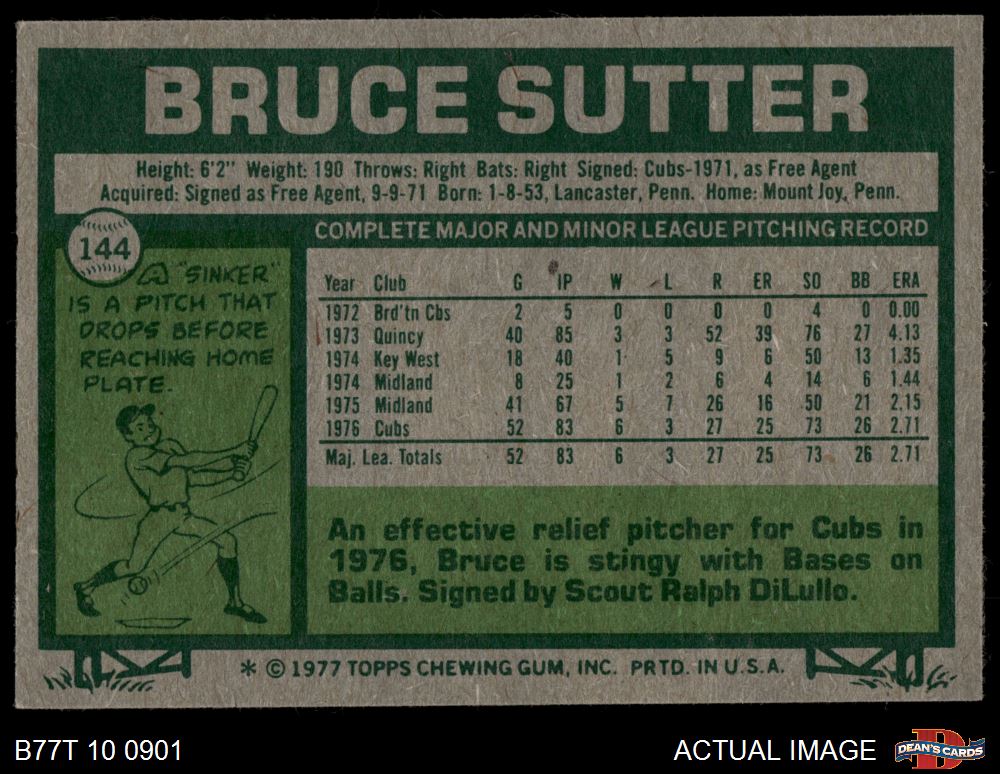 BRUCE SUTTER
Height: 6'2" Weight: 190 Throws: Right Bats: Right Signed: Cubs-1971, as Free Agent
Acquired: Signed as Free Agent, 9-9-71 Born: 1-8-53, Lancaster, Penn. Home: Mount Joy, Penn.
144
A "SINKER"
IS A PITCH THAT
DROPS BEFORE
REACHING HOME
PLATE.
COMPLETE MAJOR AND MINOR LEAGUE PITCHING RECORD
Year Club G IP W L R ER SO BB ERA
1972 Brd'tn Cbs 2 5 0 0 0 0 4 0 0.00
1973 Quincy 40 85 3 3 52 39 76 27 4.13
1974 Key West 18 40 1 5 9 6 50 13 1.35
1974 Midland 8 25 1 2 6 4 14 6 1.44
1975 Midland 41 67 5 7 26 16 50 21 2.15
1976 Cubs 52 83 6 3 27 25 73 26 2.71
Maj. Lea. Totals 52 83 6 3 27 25 73 26 2.71
An effective relief pitcher for Cubs in
1976, Bruce is stingy with Bases on
Balls. Signed by Scout Ralph DiLullo.
* © 1977 TOPPS CHEWING GUM, INC. PRTD. IN U.S.A.
B77T 10 0901
ACTUAL IMAGE
DEAN'S CARDS